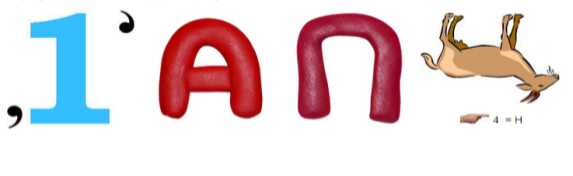 ,1’ А П
4 = Н